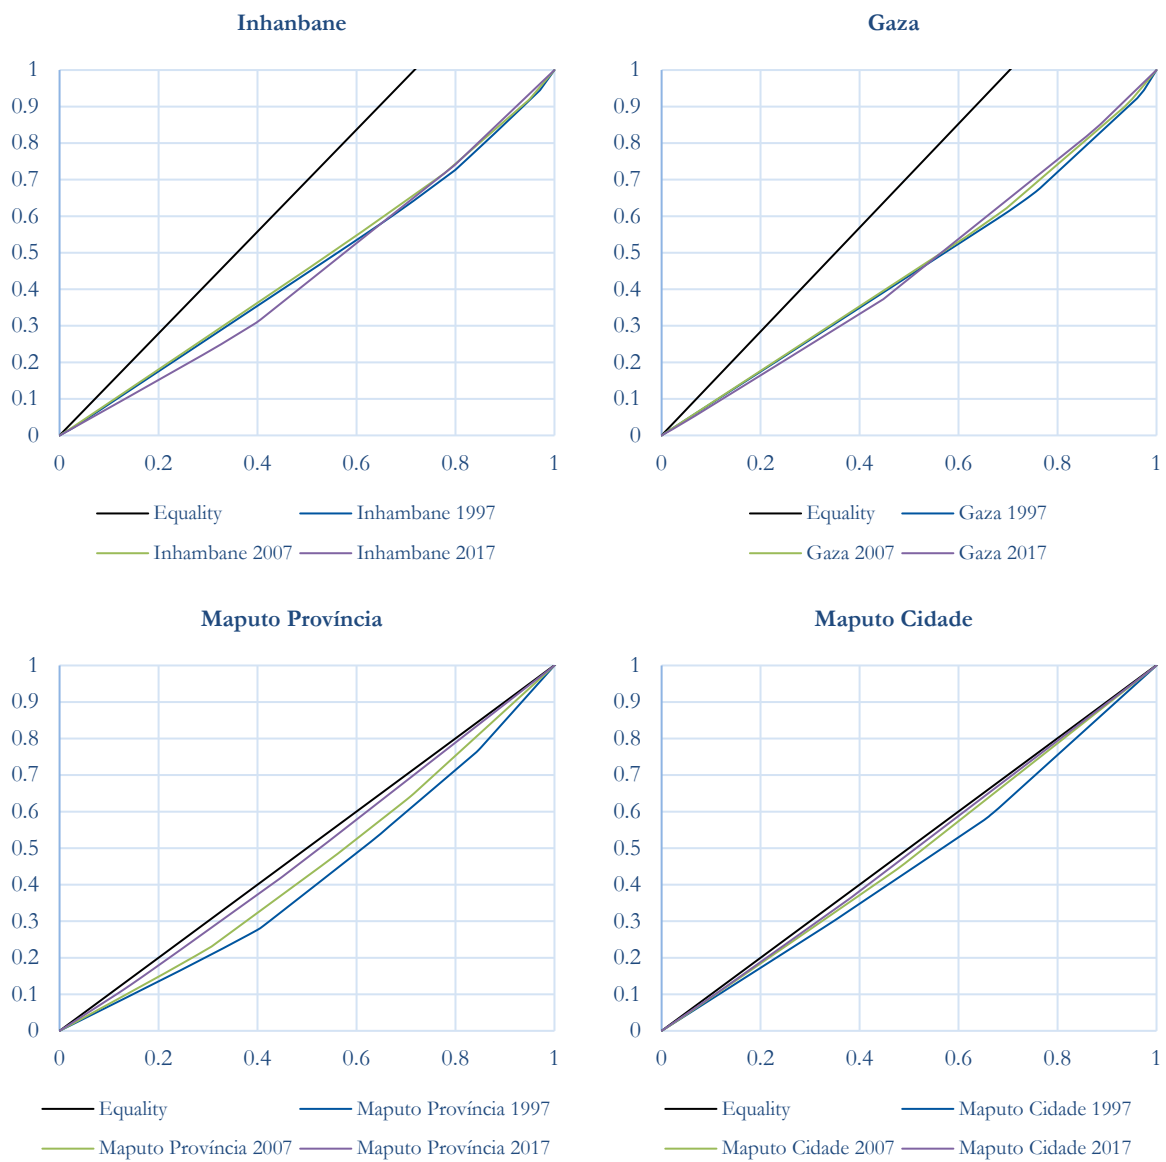 Inhanbane
1
0.9
0.8
0.7
0.6
0.5
0.4
0.3
0.2
0.1
0
0 0.2 0.4 0.6 0.8 1
Equality Inhambane 1997
Inhambane 2007 Inhambane 2017
Gaza
1
0.9
0.8
0.7
0.6
0.5
0.4
0.3
0.2
0.1
0
0 0.2 0.4 0.6 0.8 1
Equality Gaza 1997
Gaza 2007 Gaza 2017
Maputo Província
1
0.9
0.8
0.7
0.6
0.5
0.4
0.3
0.2
0.1
0
0 0.2 0.4 0.6 0.8 1
Equality Maputo Província 1997
Maputo Província 2007 Maputo Província 2017
Maputo Cidade
1
0.9
0.8
0.7
0.6
0.5
0.4
0.3
0.2
0.1
0
0 0.2 0.4 0.6 0.8 1
Equality Maputo Cidade 1997
Maputo Cidade 2007 Maputo Cidade 2017